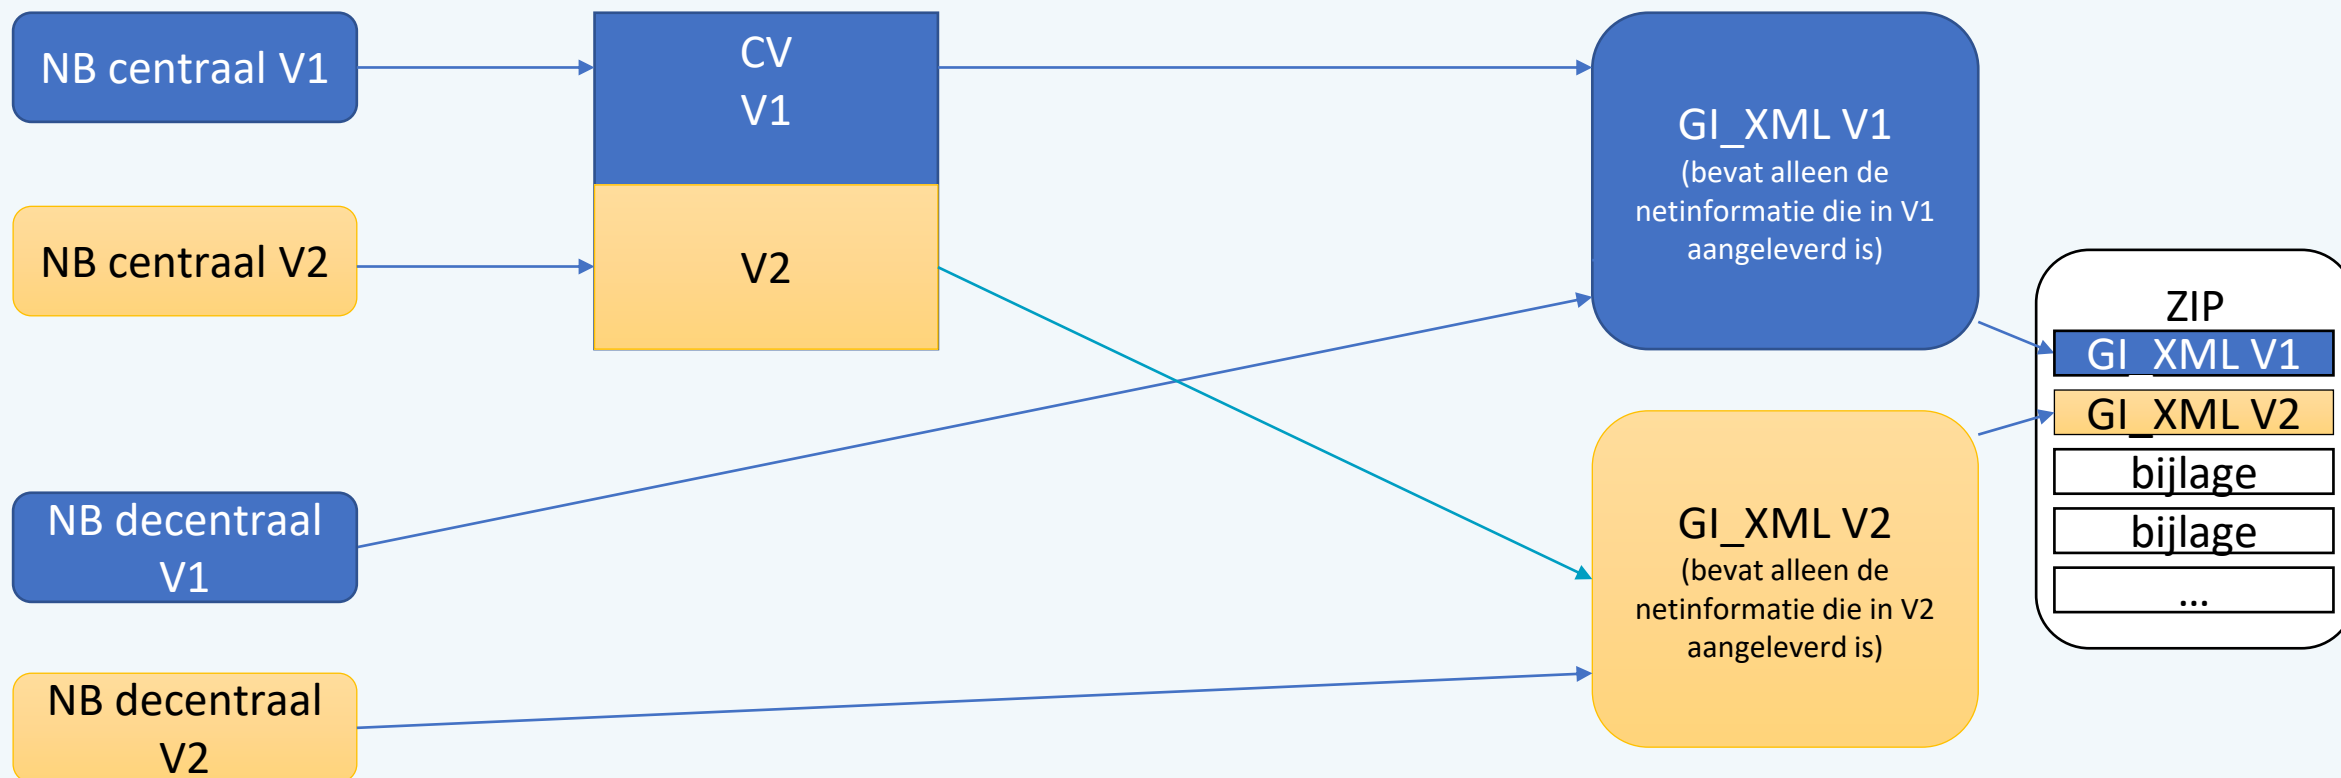 NB centraal V1
CV
V1
NB centraal V2
V2
NB decentraal
V1
NB decentraal
V2
GI_XML V1
(bevat alleen de
netinformatie die in V1
aangeleverd is)
GI_XML V2
(bevat alleen de
netinformatie die in V2
aangeleverd is)
ZIP
GI_XML V1
GI_XML V2
bijlage
bijlage
...